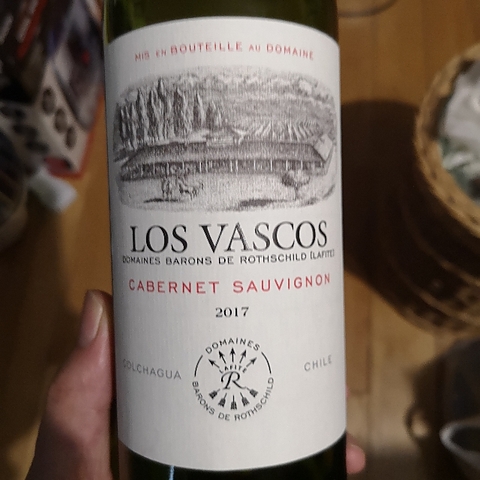 MIS EN BOUTEILLE AU DOMAINE
LOS VASCOS
DOMAINES BARONS DE ROTHSCHILD (LAFITE)
CABERNET SAUVIGNON
2017
DOMAINES
LAFITE
R
BARONS DE ROTHSCHILD
COLCHAGUA
CHILE